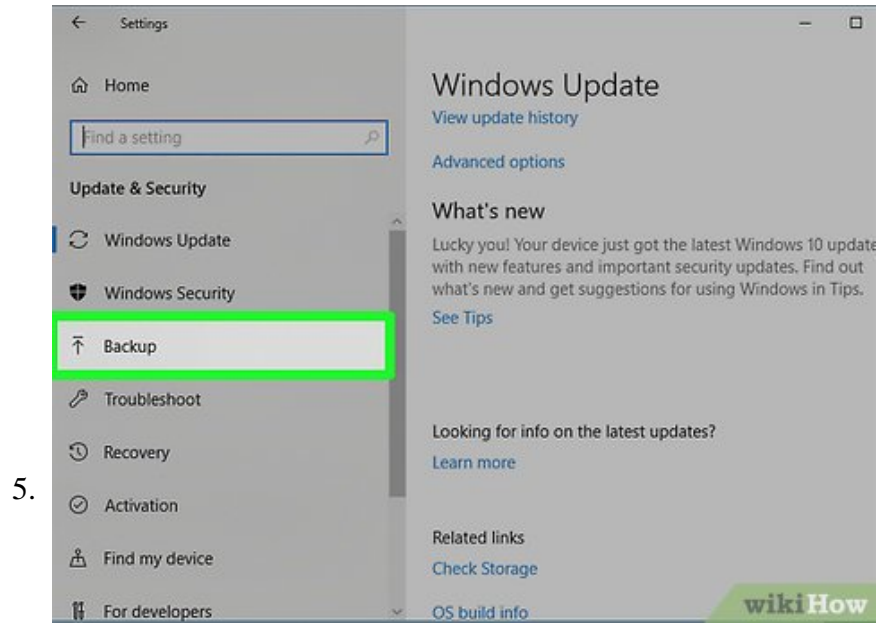 Settings
Home
Find a setting
Update & Security
Windows Update
Windows Security
Backup
Troubleshoot
Recovery
5.
Activation
Find my device
For developers
Windows Update
View update history
Advanced options
What's new
Lucky you! Your device just got the latest Windows 10 update
with new features and important security updates. Find out
what's new and get suggestions for using Windows in Tips.
See Tips
Looking for info on the latest updates?
Learn more
Related links
Check Storage
OS build info
wikiHow